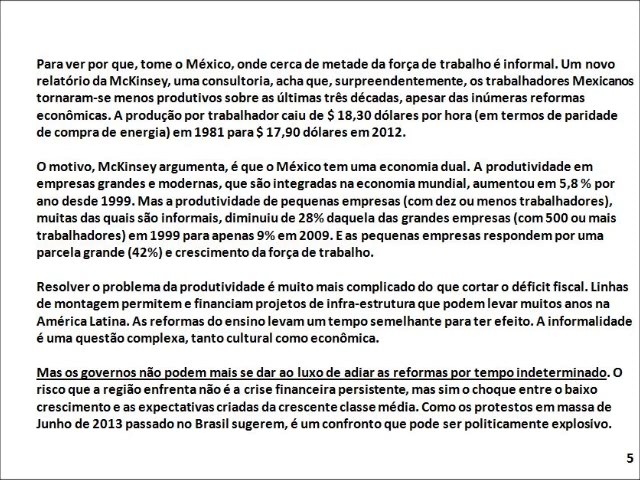 Para ver por que, tome o México, onde cerca de metade da força de trabalho é informal. Um novo
relatório da McKinsey, uma consultoria, acha que, surpreendentemente, os trabalhadores Mexicanos
tornaram-se menos produtivos sobre as últimas três décadas, apesar das inúmeras reformas
econômicas. A produção por trabalhador caiu de $ 18,30 dólares por hora (em termos de paridade
de compra de energia) em 1981 para $ 17,90 dólares em 2012.
O motivo, McKinsey argumenta, é que o México tem uma economia dual. A produtividade em
empresas grandes e modernas, que são integradas na economia mundial, aumentou em 5,8 % por
ano desde 1999. Mas a produtividade de pequenas empresas (com dez ou menos trabalhadores),
muitas das quais são informais, diminuiu de 28% daquela das grandes empresas (com 500 ou mais
trabalhadores) em 1999 para apenas 9% em 2009. E as pequenas empresas respondem por uma
parcela grande (42%) e crescimento da força de trabalho.
Resolver o problema da produtividade é muito mais complicado do que cortar o déficit fiscal. Linhas
de montagem permitem e financiam projetos de infra-estrutura que podem levar muitos anos na
América Latina. As reformas do ensino levam um tempo semelhante para ter efeito. A informalidade
é uma questão complexa, tanto cultural como econômica.
Mas os governos não podem mais se dar ao luxo de adiar as reformas por tempo indeterminado. O
risco que a região enfrenta não é a crise financeira persistente, mas sim o choque entre o baixo
crescimento e as expectativas criadas da crescente classe média. Como os protestos em massa de
Junho de 2013 passado no Brasil sugerem, é um confronto que pode ser politicamente explosivo.
5